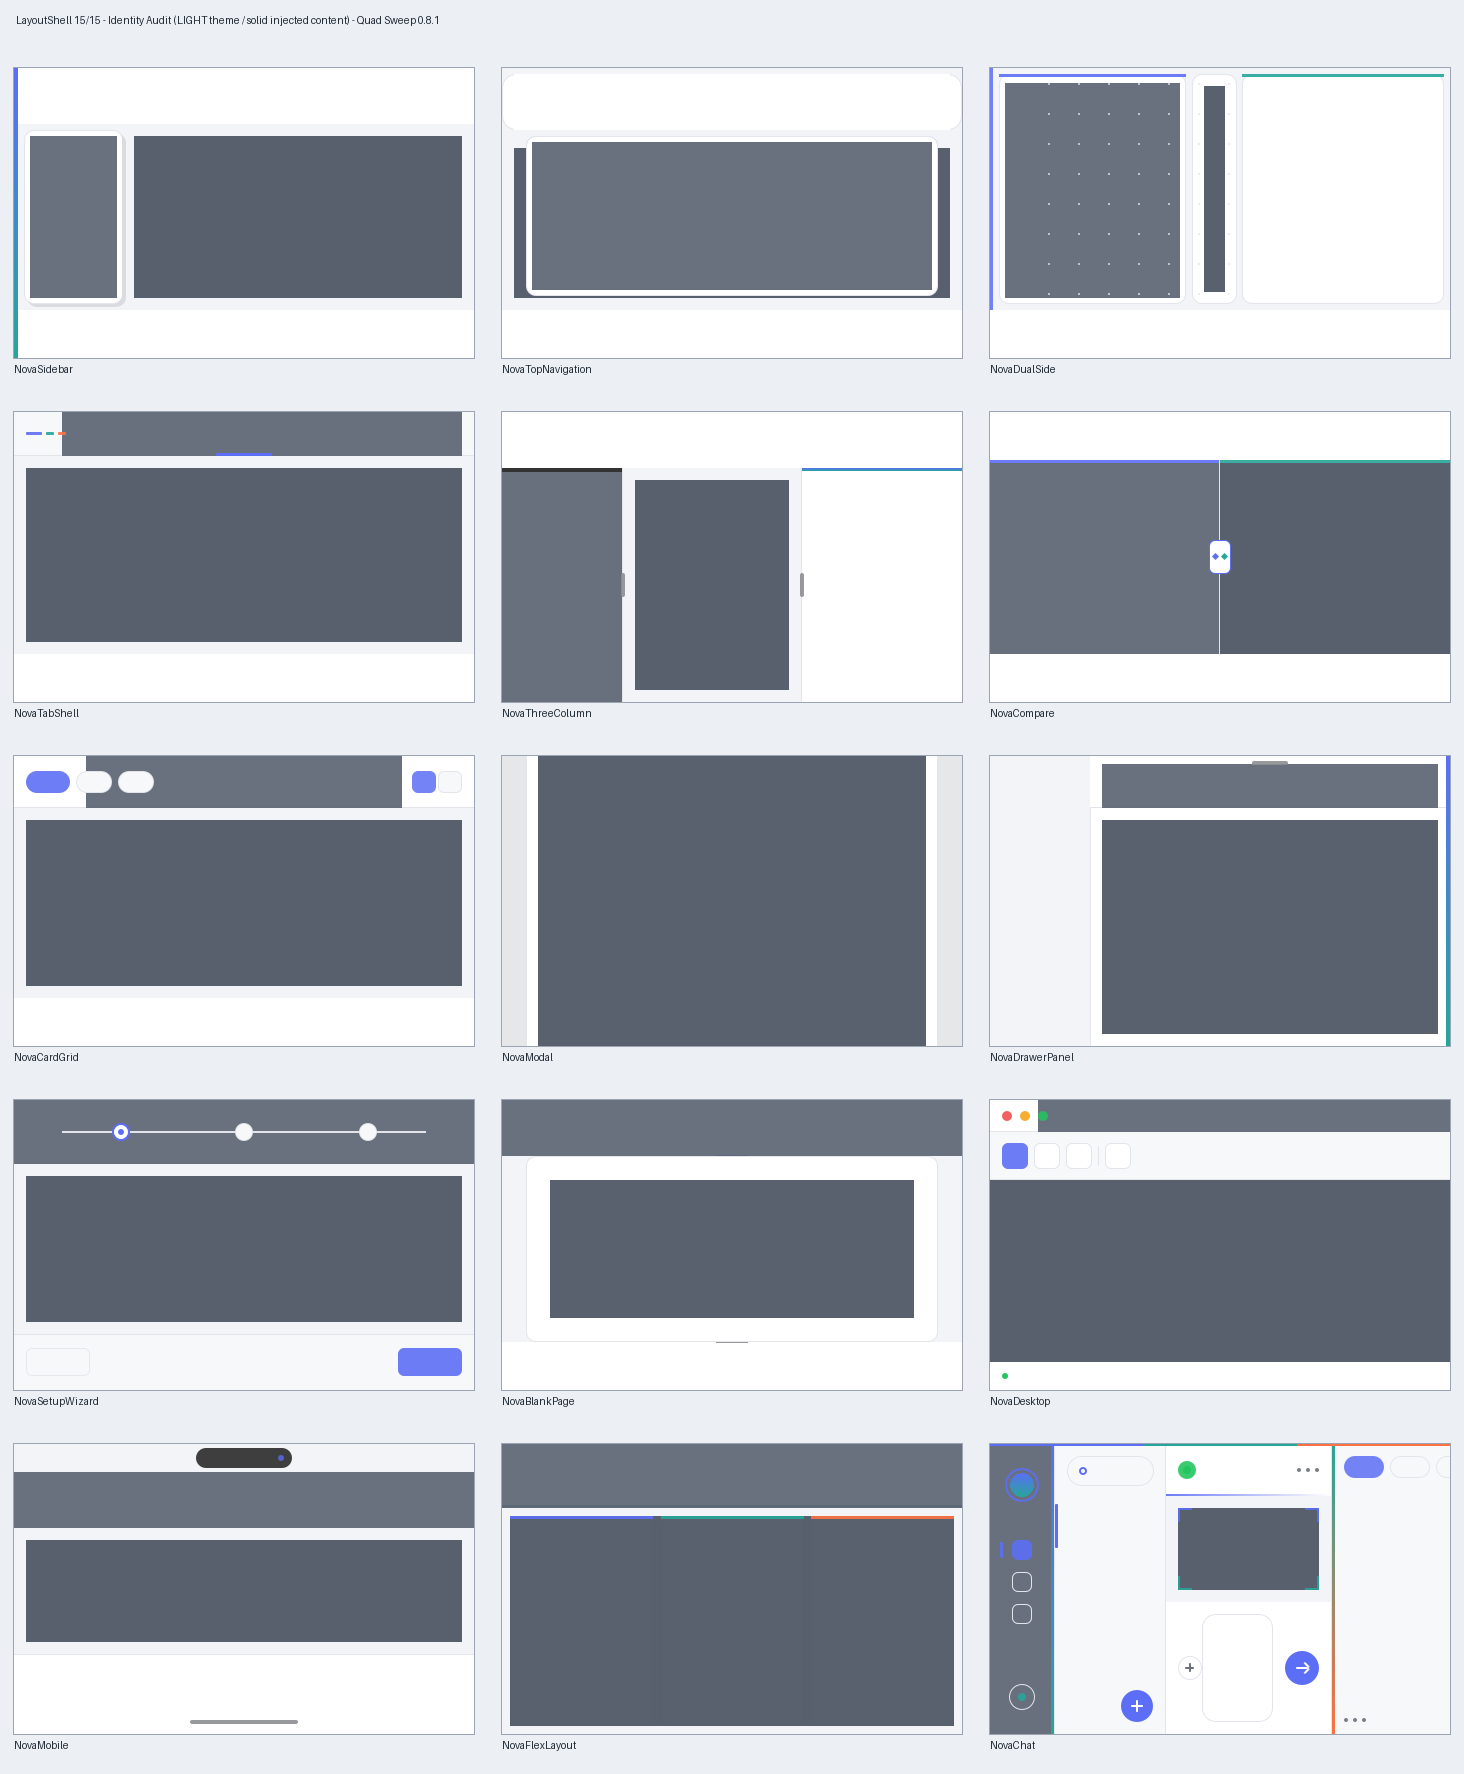 LayoutShell 15/15 - Identity Audit (LIGHT theme / solid injected content) - Quad Sweep 0.8.1
NovaSidebar
NovaTopNavigation
NovaDualSide
NovaTabShell
NovaThreeColumn
NovaCompare
NovaCardGrid
NovaModal
NovaDrawerPanel
NovaSetupWizard
NovaBlankPage
NovaDesktop
NovaMobile
NovaFlexLayout
NovaChat